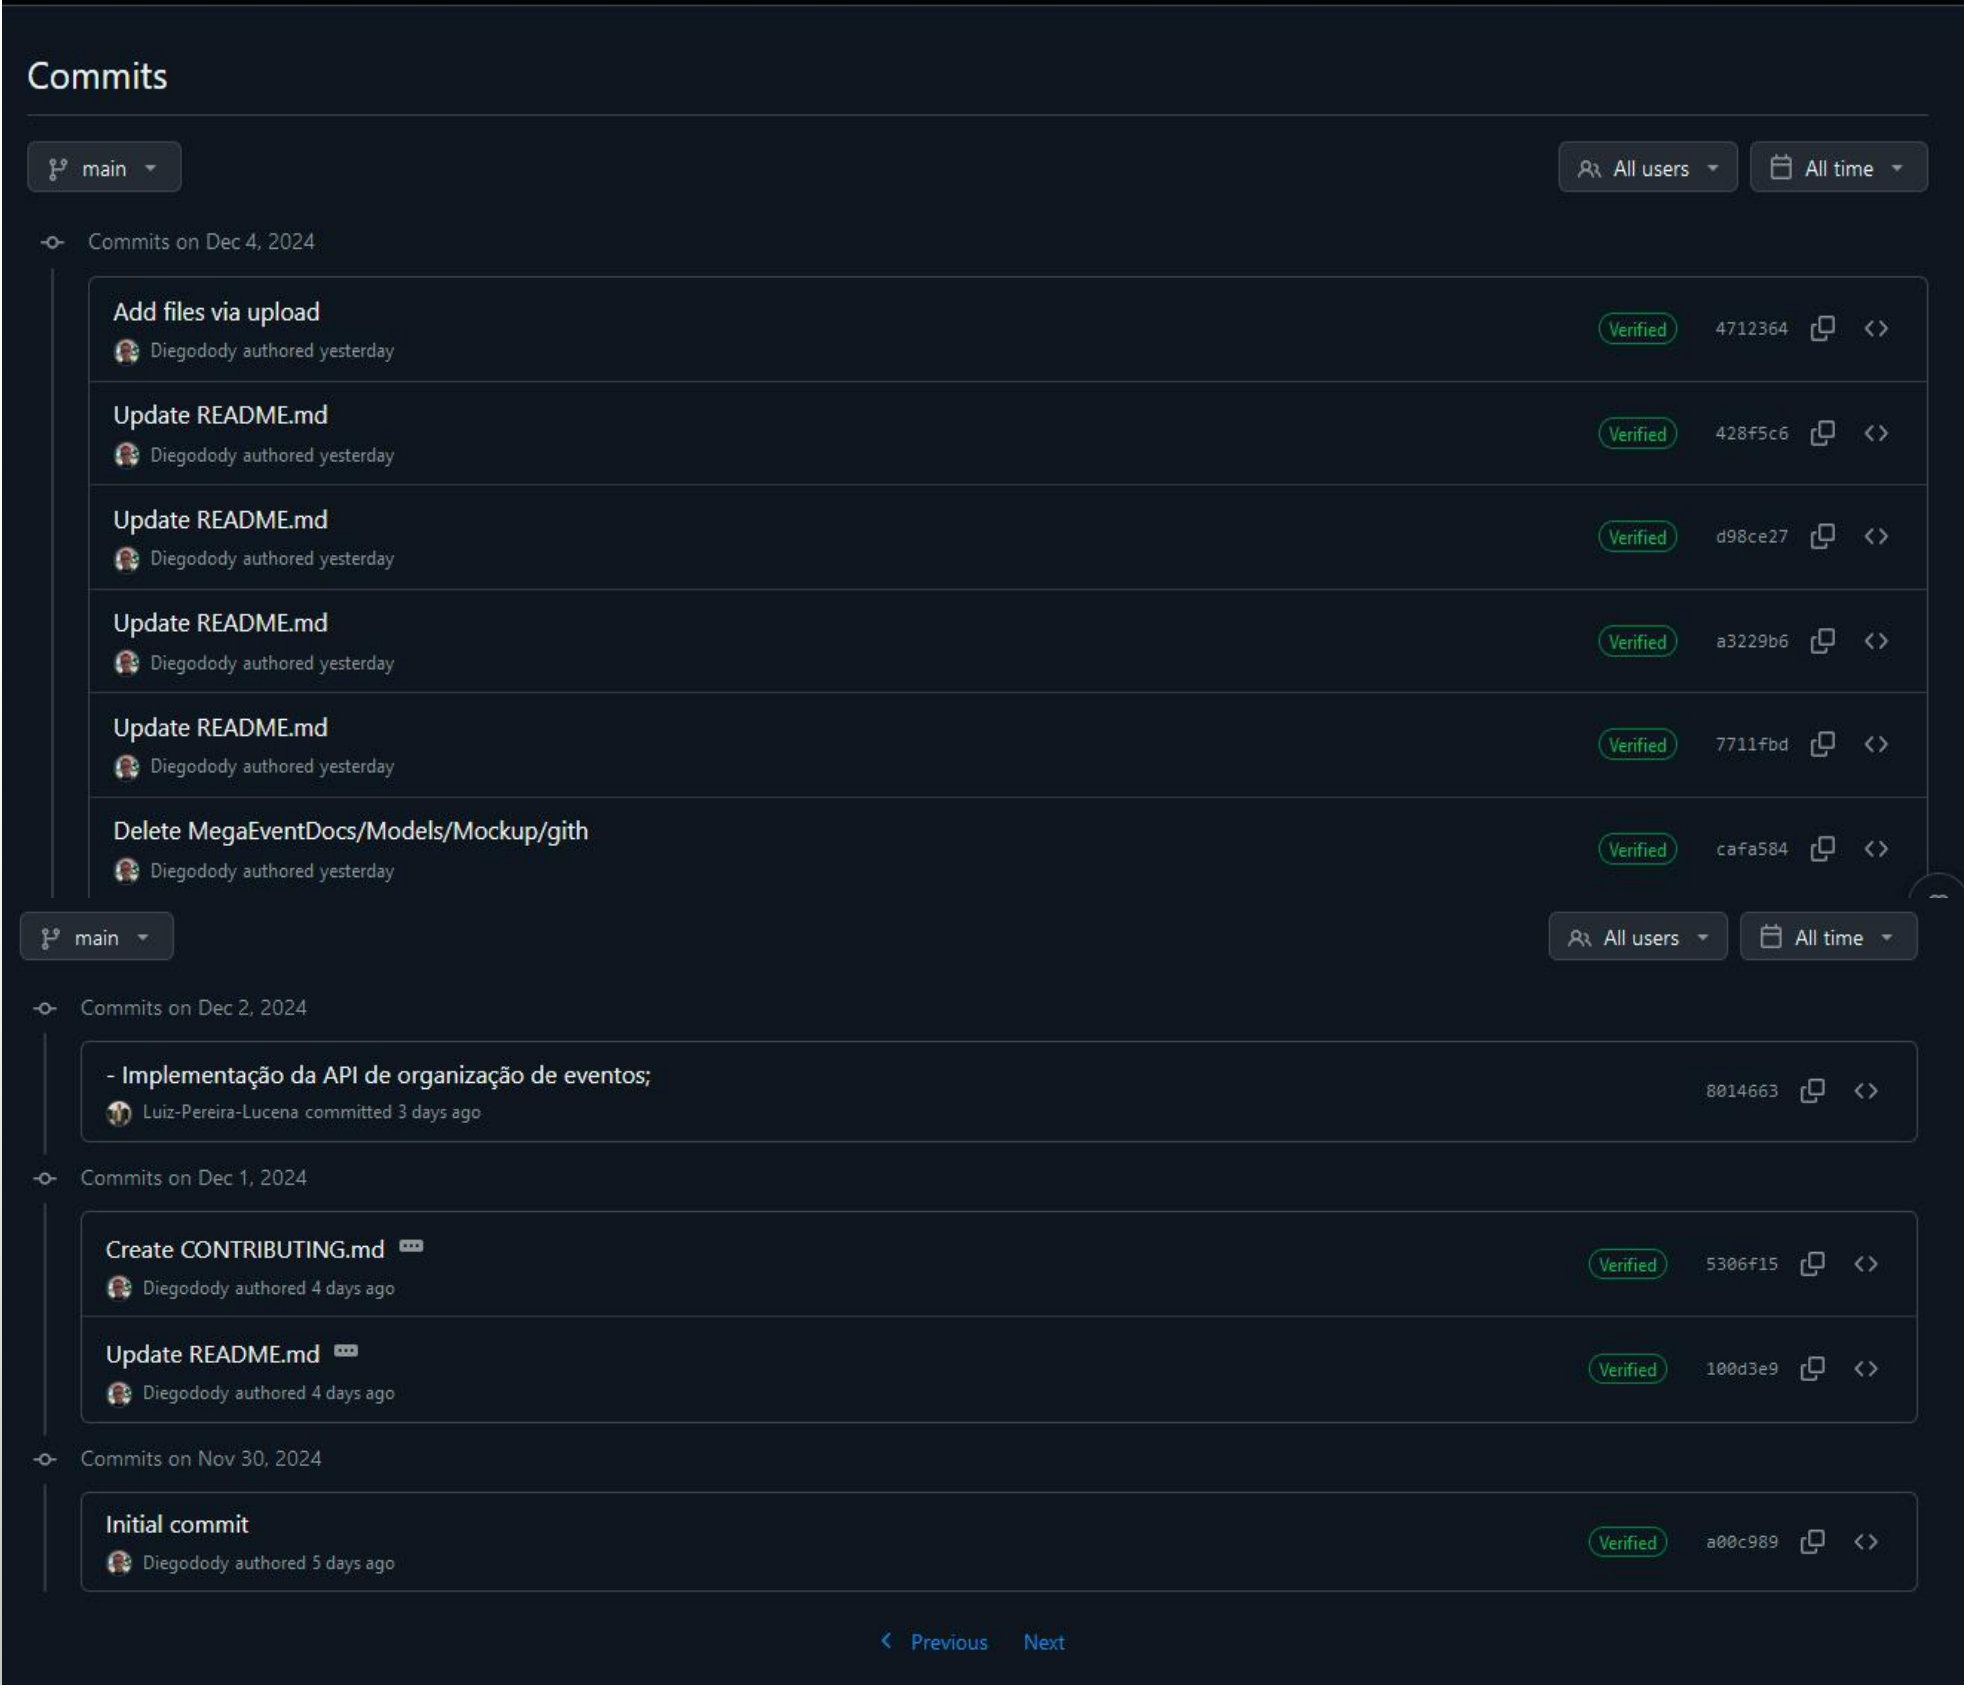 Commits
main
All users
All time
Commits on Dec 4, 2024
Add files via upload
Verified
4712364
Diegodody authored yesterday
Update README.md
Verified
428f5c6
Diegodody authored yesterday
Update README.md
Verified
d98ce27
Diegodody authored yesterday
Update README.md
Verified
a3229b6
Diegodody authored yesterday
Update README.md
Verified
7711fbd
Diegodody authored yesterday
Delete MegaEventDocs/Models/Mockup/gith
Verified
cafa584
Diegodody authored yesterday
main
All users
All time
Commits on Dec 2, 2024
- Implementação da API de organização de eventos;
8014663
Luiz-Pereira-Lucena committed 3 days ago
Commits on Dec 1, 2024
Create CONTRIBUTING.md
Verified
5306f15
Diegodody authored 4 days ago
Update README.md
Verified
100d3e9
Diegodody authored 4 days ago
Commits on Nov 30, 2024
Initial commit
Verified
a00c989
Diegodody authored 5 days ago
Previous
Next